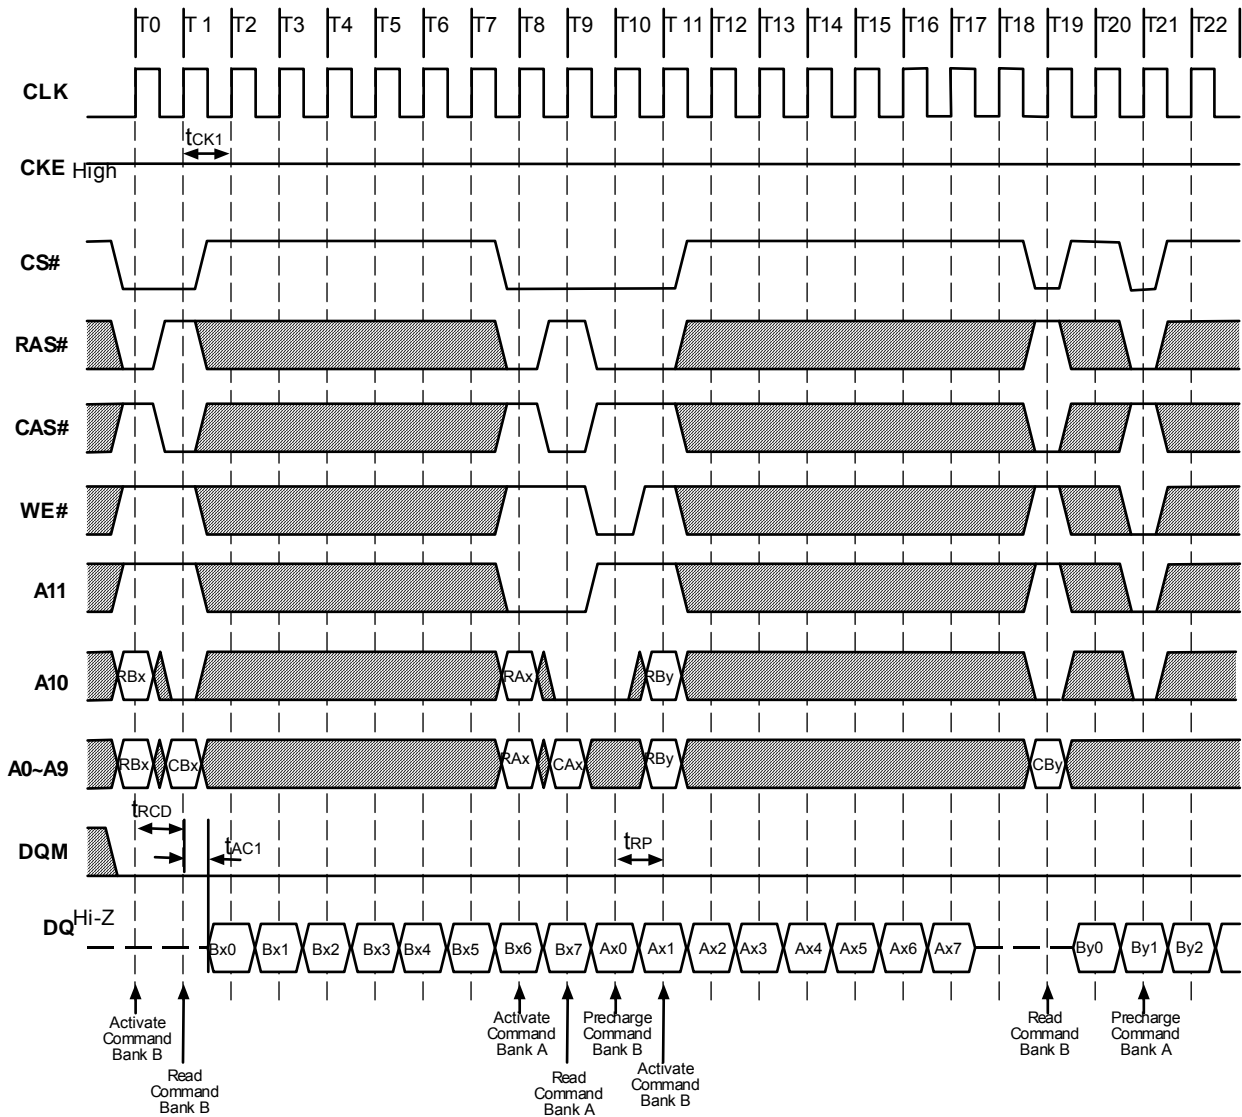 T0 T 1 T2 T3 T4 T5 T6 T7 T8 T9 T10 T 11 T12 T13 T14 T15 T16 T17 T18 T19 T20 T21 T22
CLK
tCK1
CKE High
CS#
RAS#
CAS#
WE#
A11
A10 RBx RAx RBy
A0~A9 RBx CBx RAx CAx RBy CBy
tRCD
DQM tAC1 tRP
DQ Hi-Z
Bx0 Bx1 Bx2 Bx3 Bx4 Bx5 Bx6 Bx7 Ax0 Ax1 Ax2 Ax3 Ax4 Ax5 Ax6 Ax7 By0 By1 By2
Activate
Command
Bank B
Read
Command
Bank B
Activate
Command
Bank A
Read
Command
Bank A
Precharge
Command
Bank B
Activate
Command
Bank B
Read
Command
Bank B
Precharge
Command
Bank A